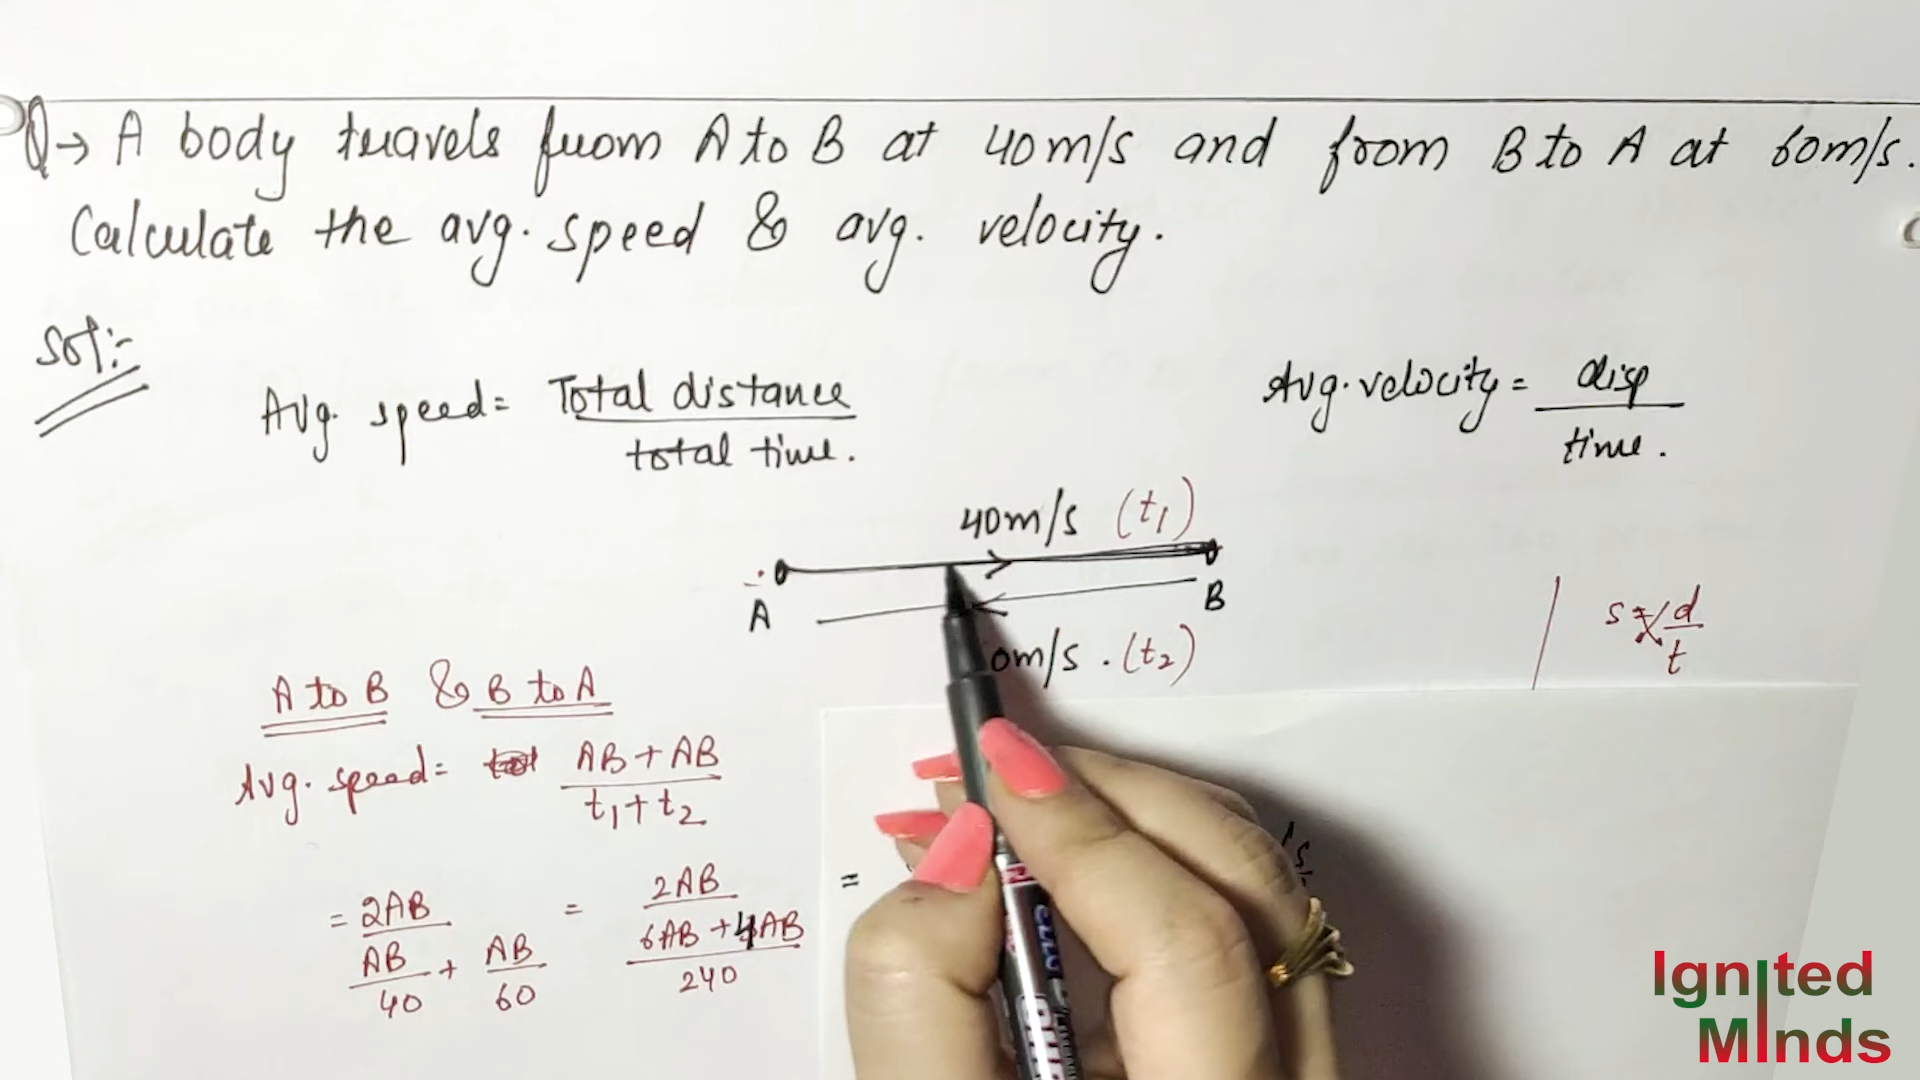 Q→ A body travels from A to B at 40m/s and from B to A at 60m/s.
Calculate the avg. speed & avg. velocity.
Sol:-
Avg. speed = Total distance / total time.
Avg. velocity = disp / time.
40m/s (t₁)
A B
0m/s . (t₂)
s = d / t
A to B & B to A
Avg. speed = AB + AB / t₁ + t₂
= 2AB / AB/40 + AB/60 = 2AB / 6AB + 4AB / 240 =
Ignited
Minds